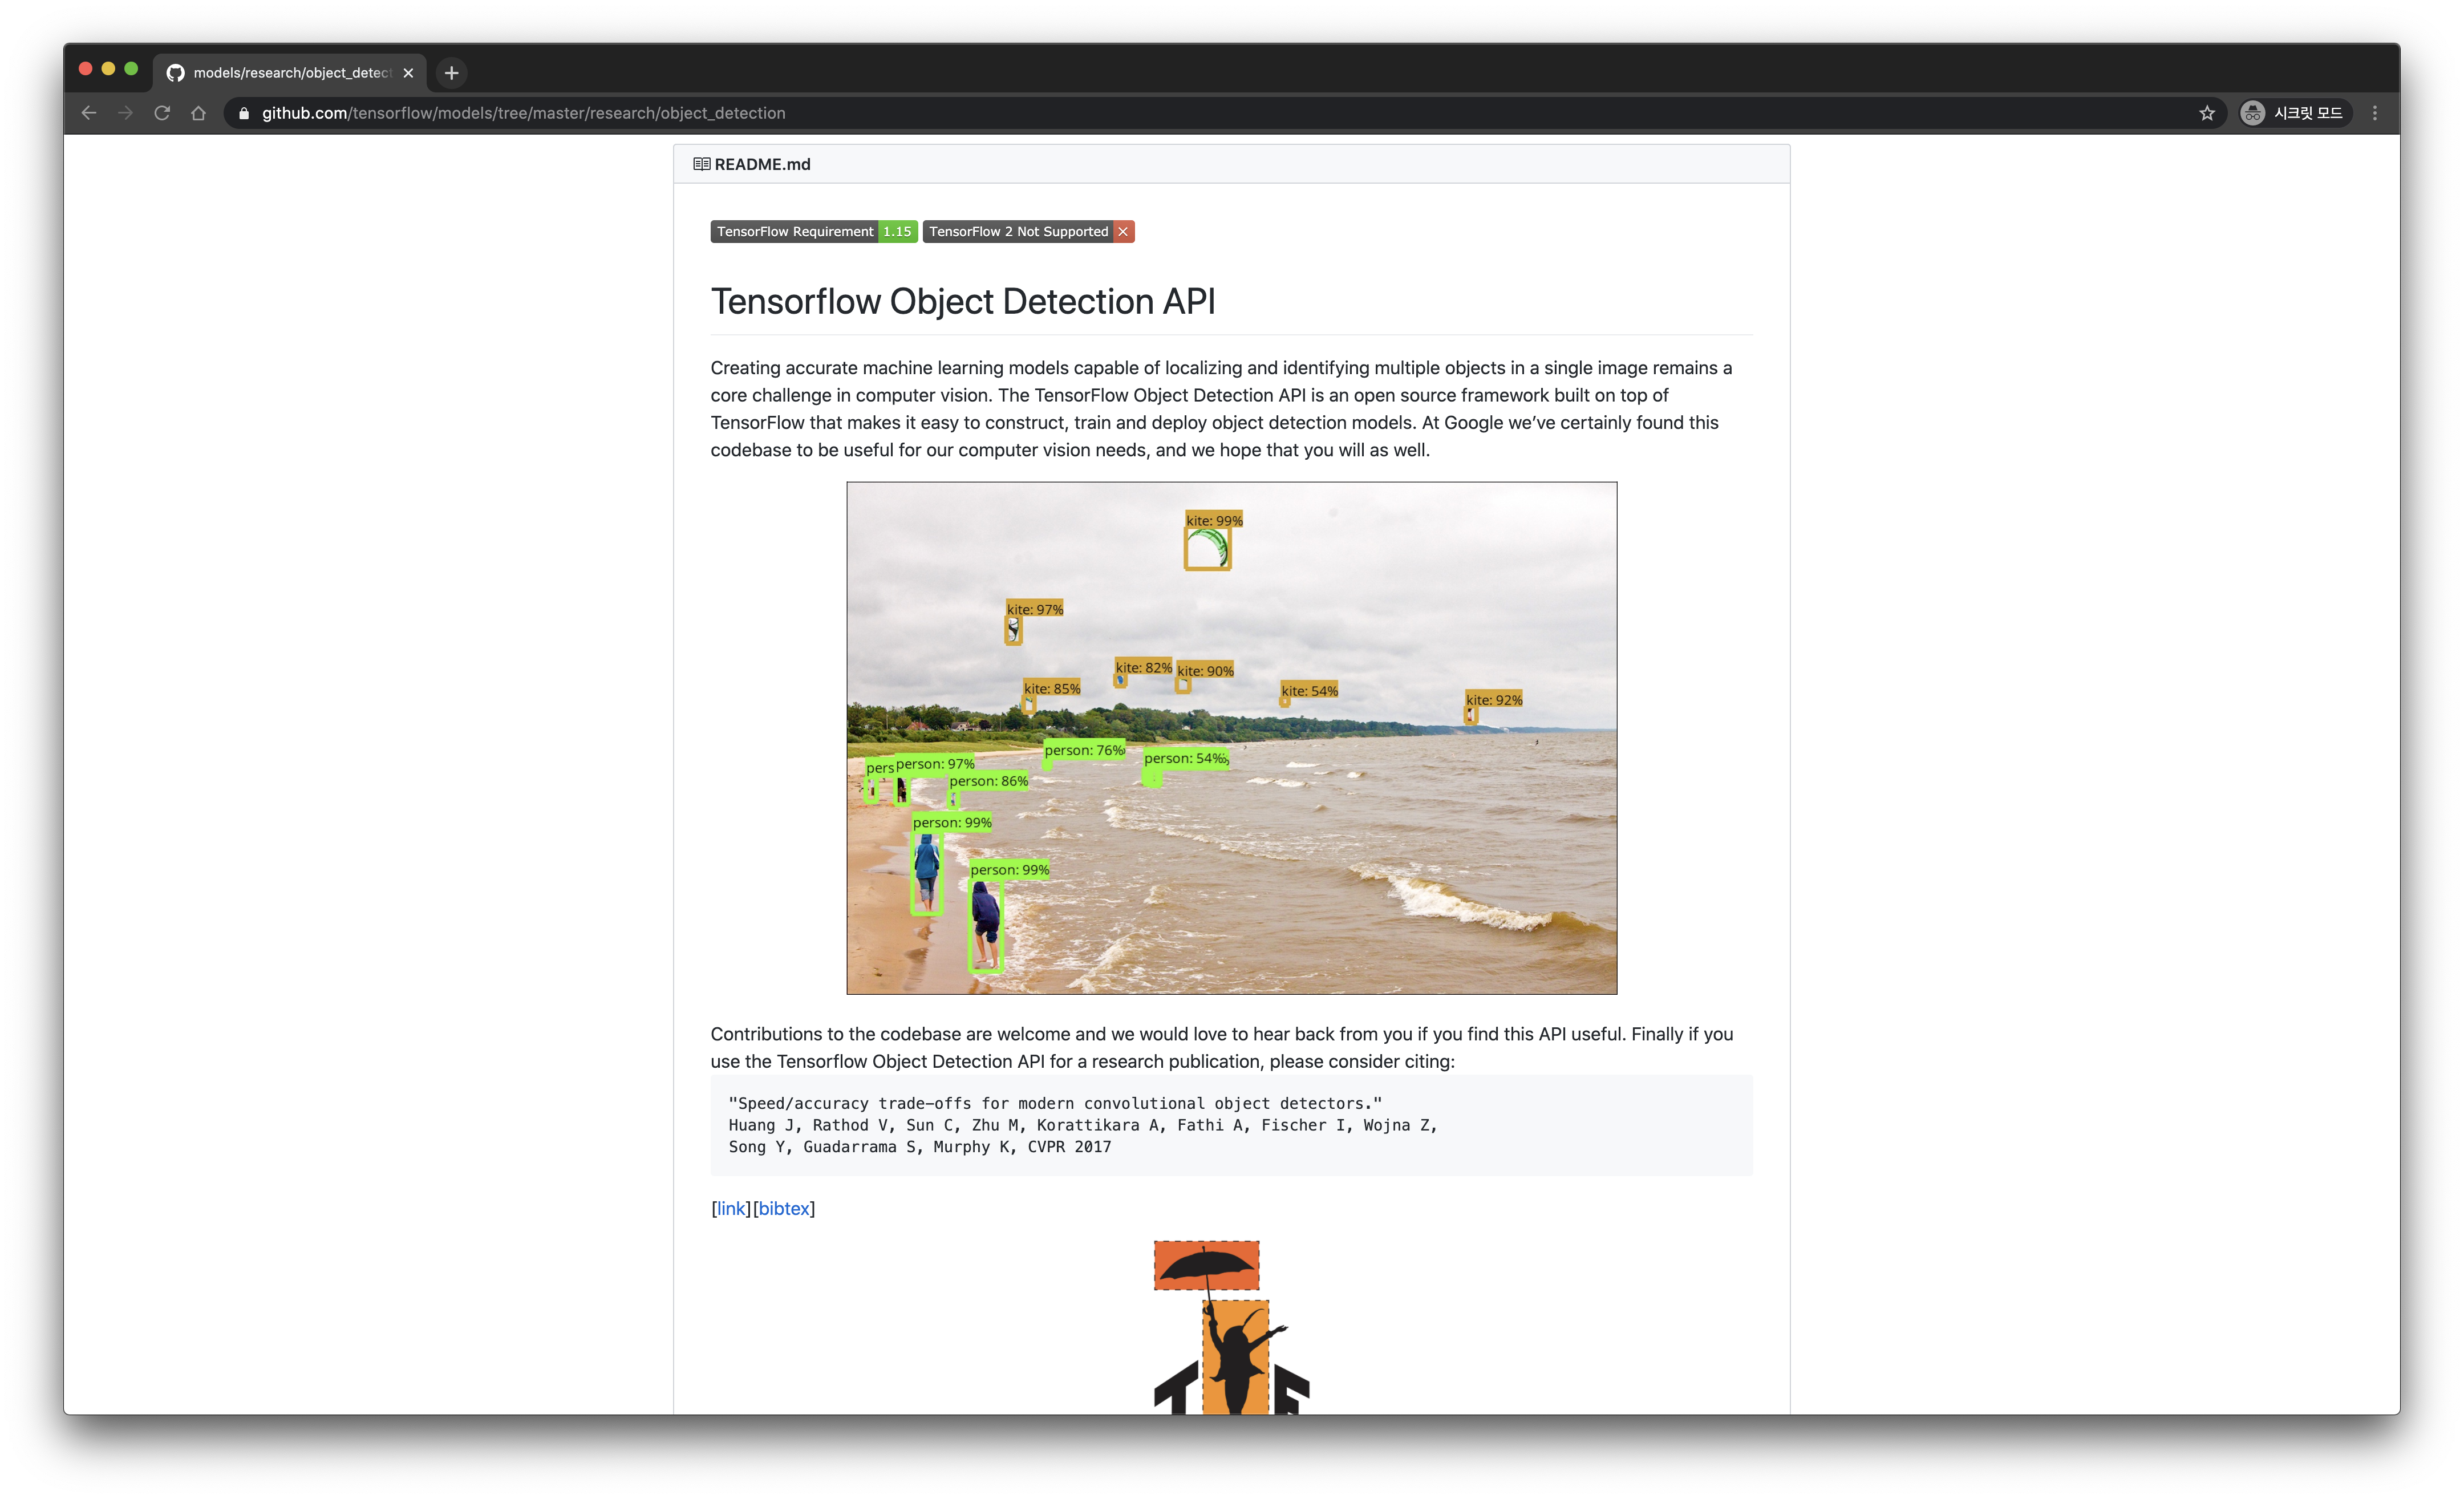 models/research/object_detect
github.com/tensorflow/models/tree/master/research/object_detection
시크릿 모드
README.md
TensorFlow Requirement 1.15 TensorFlow 2 Not Supported ✕
Tensorflow Object Detection API
Creating accurate machine learning models capable of localizing and identifying multiple objects in a single image remains a
core challenge in computer vision. The TensorFlow Object Detection API is an open source framework built on top of
TensorFlow that makes it easy to construct, train and deploy object detection models. At Google we’ve certainly found this
codebase to be useful for our computer vision needs, and we hope that you will as well.
kite: 99%
kite: 97%
kite: 82% kite: 90%
kite: 85% kite: 54% kite: 92%
person: 76% person: 54%
pers person: 97%
person: 86%
person: 99%
person: 99%
Contributions to the codebase are welcome and we would love to hear back from you if you find this API useful. Finally if you
use the Tensorflow Object Detection API for a research publication, please consider citing:
"Speed/accuracy trade-offs for modern convolutional object detectors."
Huang J, Rathod V, Sun C, Zhu M, Korattikara A, Fathi A, Fischer I, Wojna Z,
Song Y, Guadarrama S, Murphy K, CVPR 2017
[link][bibtex]
T F